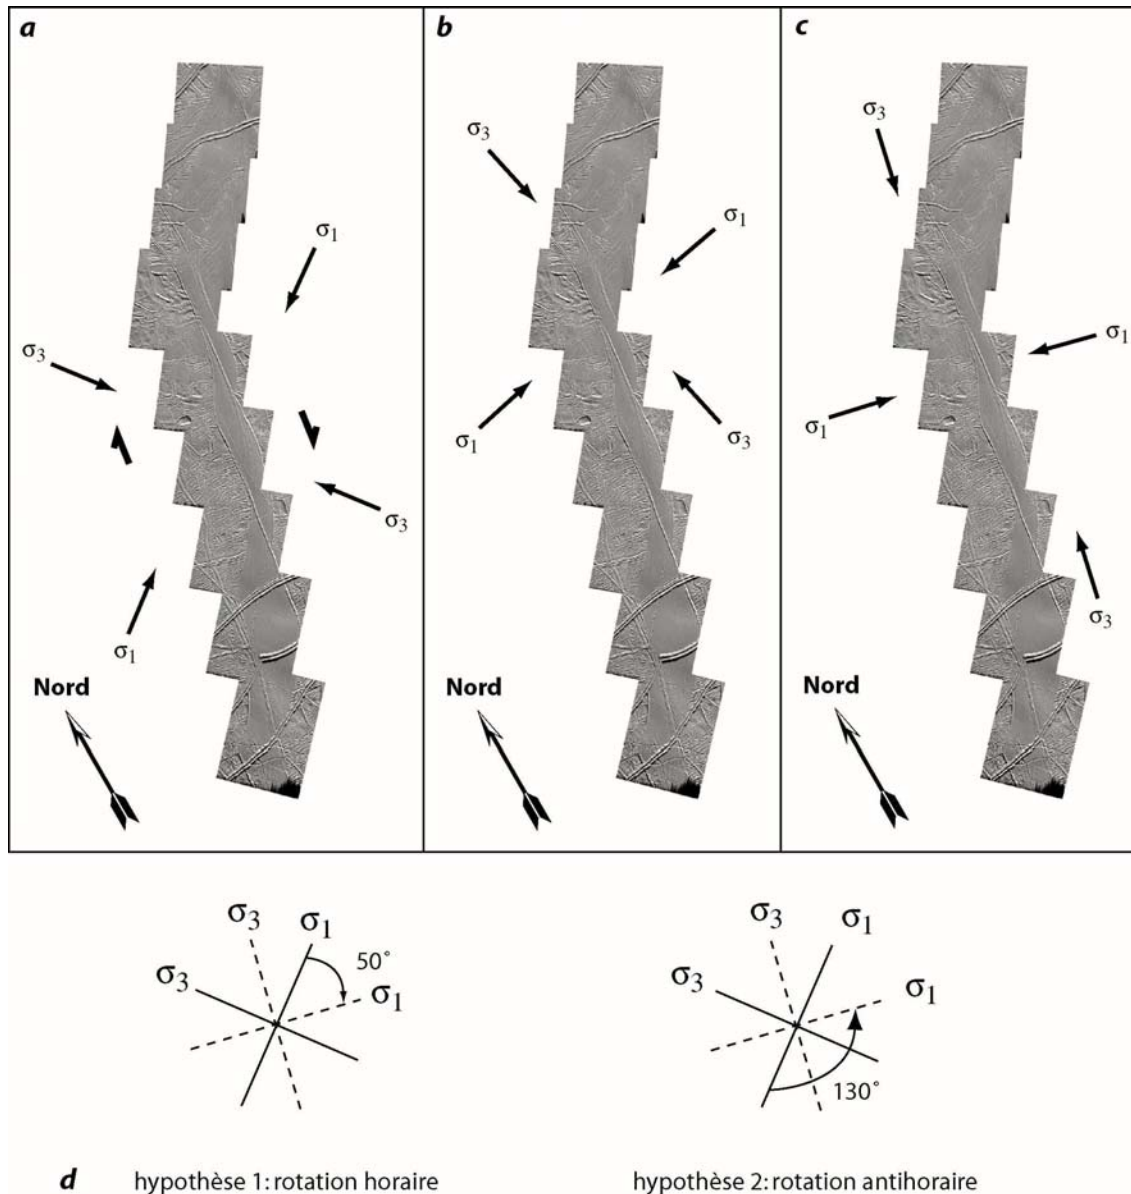 a
σ1
σ3
σ3
σ1
Nord
b
σ3
σ1
σ1
σ3
Nord
c
σ3
σ1
σ1
σ3
Nord
σ3 σ1
σ3 50°
σ1
σ3 σ1
σ3 σ1
130°
d hypothèse 1: rotation horaire hypothèse 2: rotation antihoraire